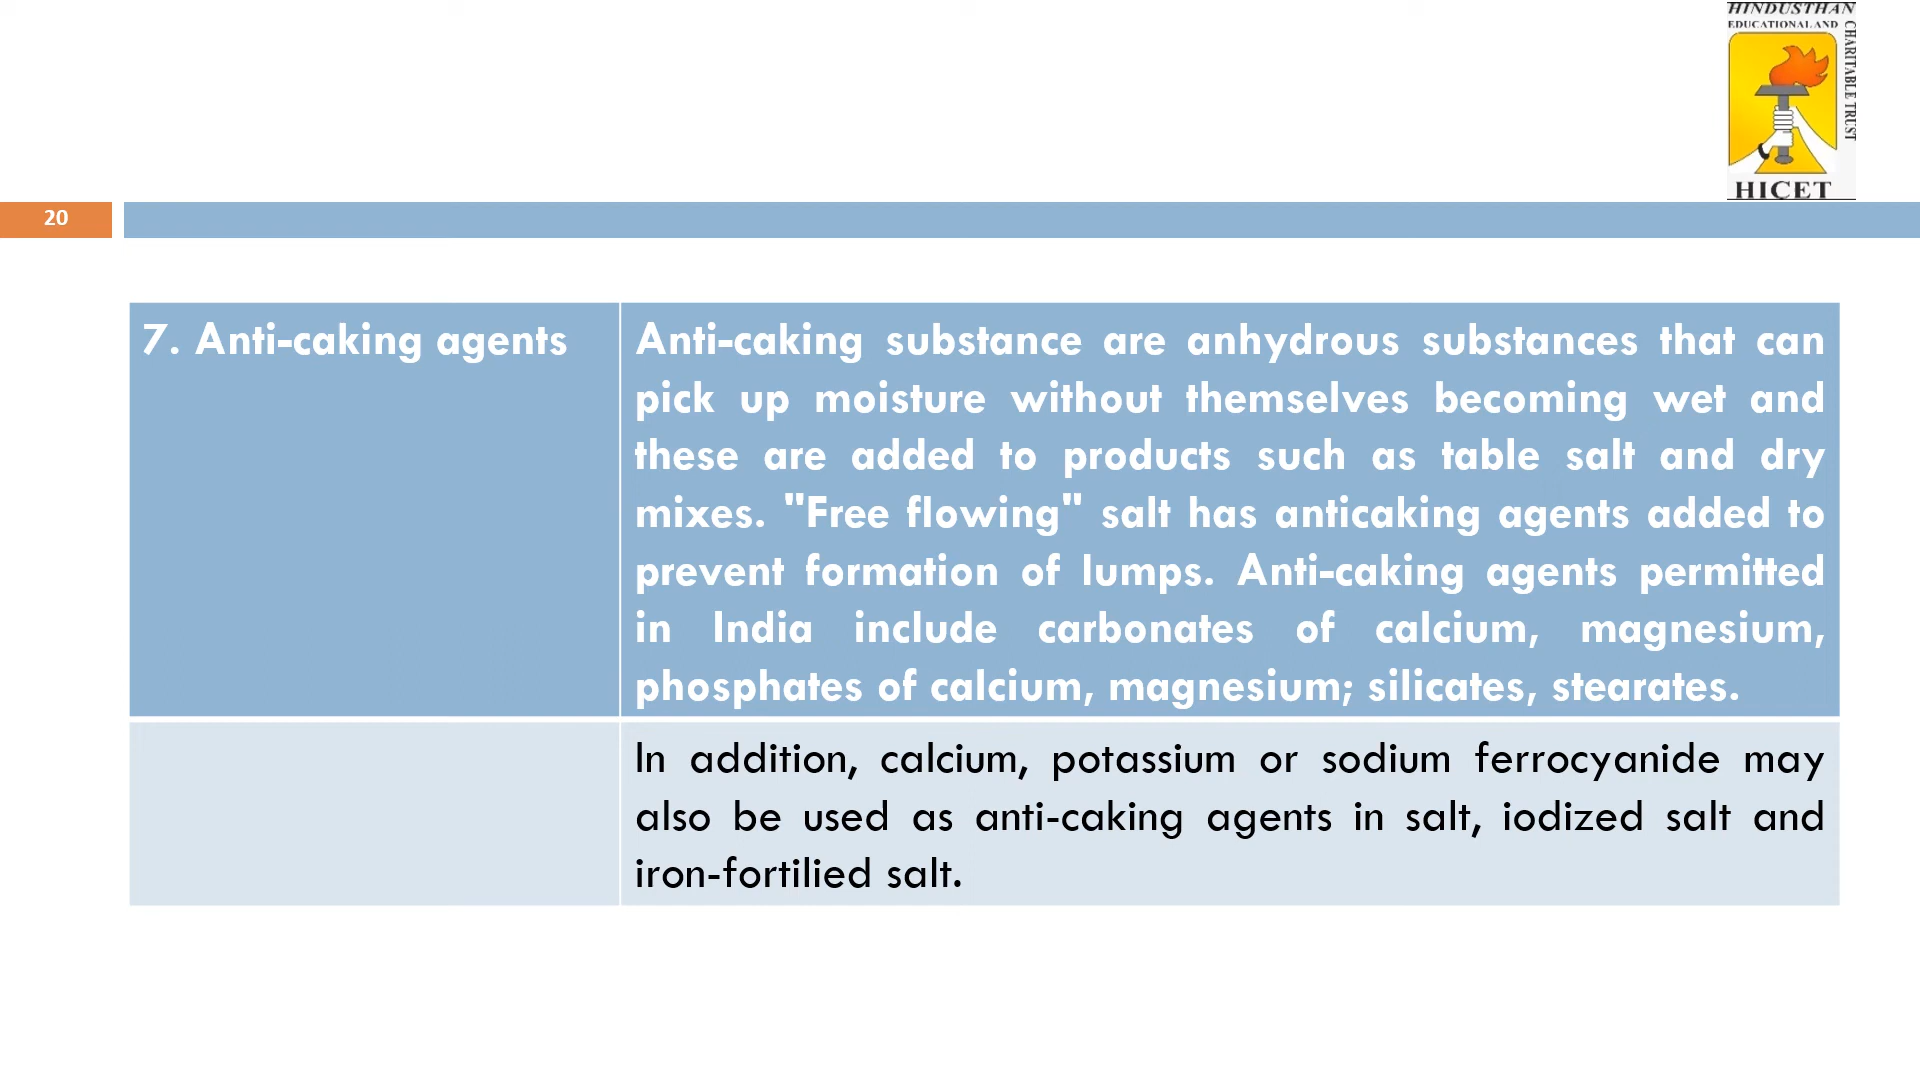 HINDUSTHAN
EDUCATIONAL AND
CHARITABLE TRUST
HICET
20
7. Anti-caking agents
Anti-caking substance are anhydrous substances that can
pick up moisture without themselves becoming wet and
these are added to products such as table salt and dry
mixes. "Free flowing" salt has anticaking agents added to
prevent formation of lumps. Anti-caking agents permitted
in India include carbonates of calcium, magnesium,
phosphates of calcium, magnesium; silicates, stearates.
In addition, calcium, potassium or sodium ferrocyanide may
also be used as anti-caking agents in salt, iodized salt and
iron-fortilied salt.